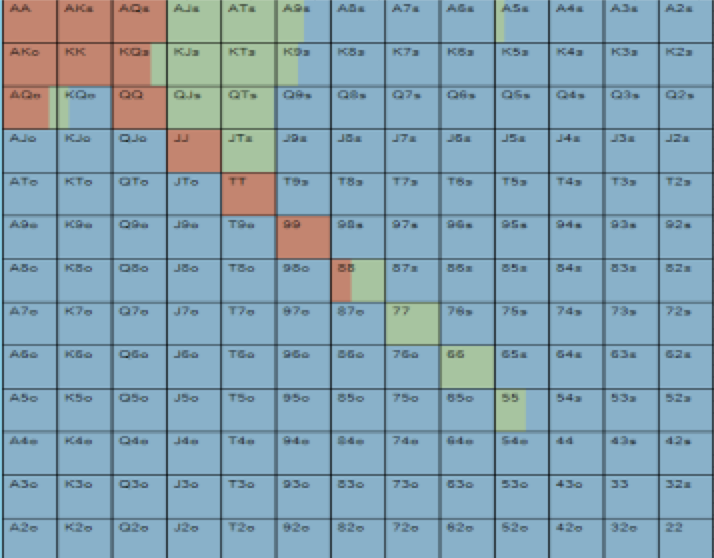 AA AKs AQs AJs ATs A9s A8s A7s A6s A5s A4s A3s A2s
AKo KK KQs KJs KTs K9s K8s K7s K6s K5s K4s K3s K2s
AQo KQo QQ QJs QTs Q9s Q8s Q7s Q6s Q5s Q4s Q3s Q2s
AJo KJo QJo JJ JTs J9s J8s J7s J6s J5s J4s J3s J2s
ATo KTo QTo JTo TT T9s T8s T7s T6s T5s T4s T3s T2s
A9o K9o Q9o J9o T9o 99 98s 97s 96s 95s 94s 93s 92s
A8o K8o Q8o J8o T8o 98o 88 87s 86s 85s 84s 83s 82s
A7o K7o Q7o J7o T7o 97o 87o 77 76s 75s 74s 73s 72s
A6o K6o Q6o J6o T6o 96o 86o 76o 66 65s 64s 63s 62s
A5o K5o Q5o J5o T5o 95o 85o 75o 65o 55 54s 53s 52s
A4o K4o Q4o J4o T4o 94o 84o 74o 64o 54o 44 43s 42s
A3o K3o Q3o J3o T3o 93o 83o 73o 63o 53o 43o 33 32s
A2o K2o Q2o J2o T2o 92o 82o 72o 62o 52o 42o 32o 22